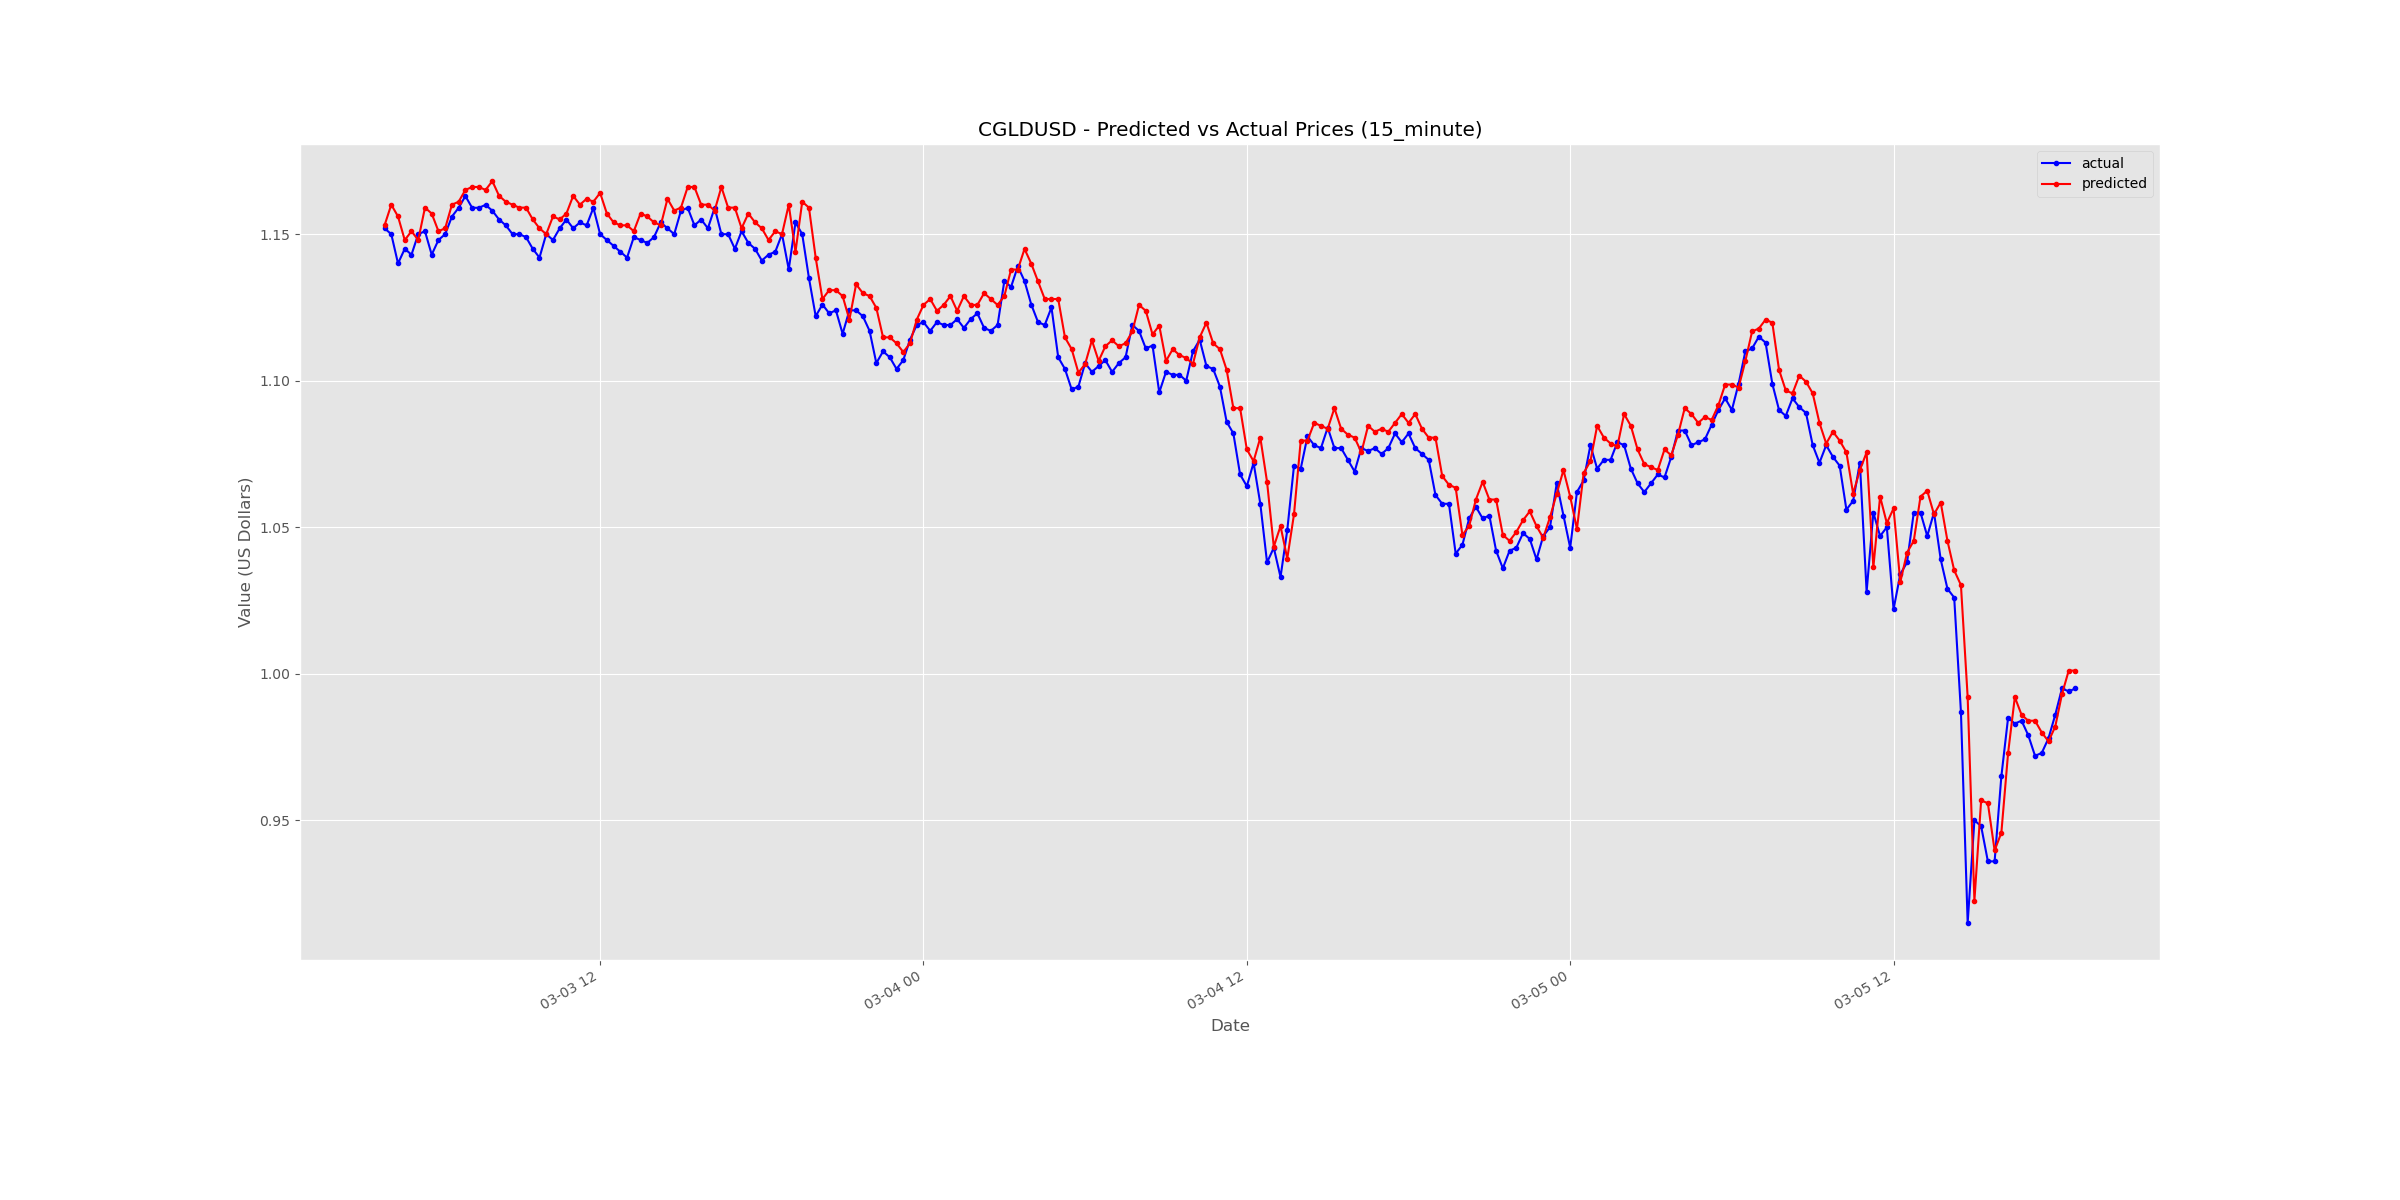 CGLDUSD - Predicted vs Actual Prices (15_minute)
actual
predicted
1.15
1.10
1.05
1.00
0.95
Value (US Dollars)
03-03 12
03-04 00
03-04 12
03-05 00
03-05 12
Date